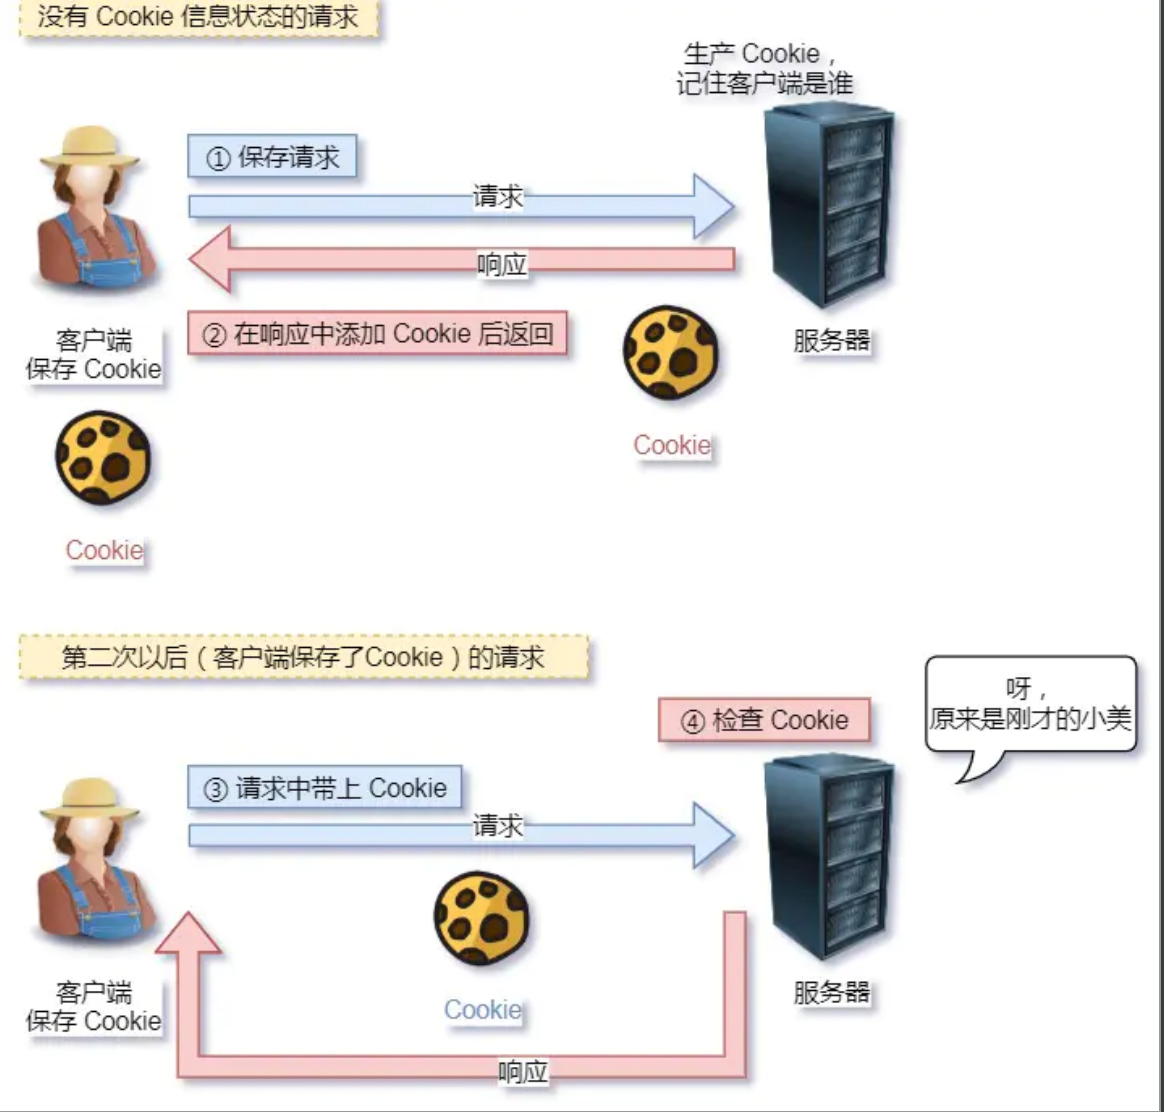 没有 Cookie 信息状态的请求
生产 Cookie，
记住客户端是谁
① 保存请求
请求
响应
② 在响应中添加 Cookie 后返回
客户端
保存 Cookie
服务器
Cookie
Cookie
第二次以后（客户端保存了Cookie）的请求
呀，
原来是刚才的小美
④ 检查 Cookie
③ 请求中带上 Cookie
请求
客户端
保存 Cookie
服务器
Cookie
响应